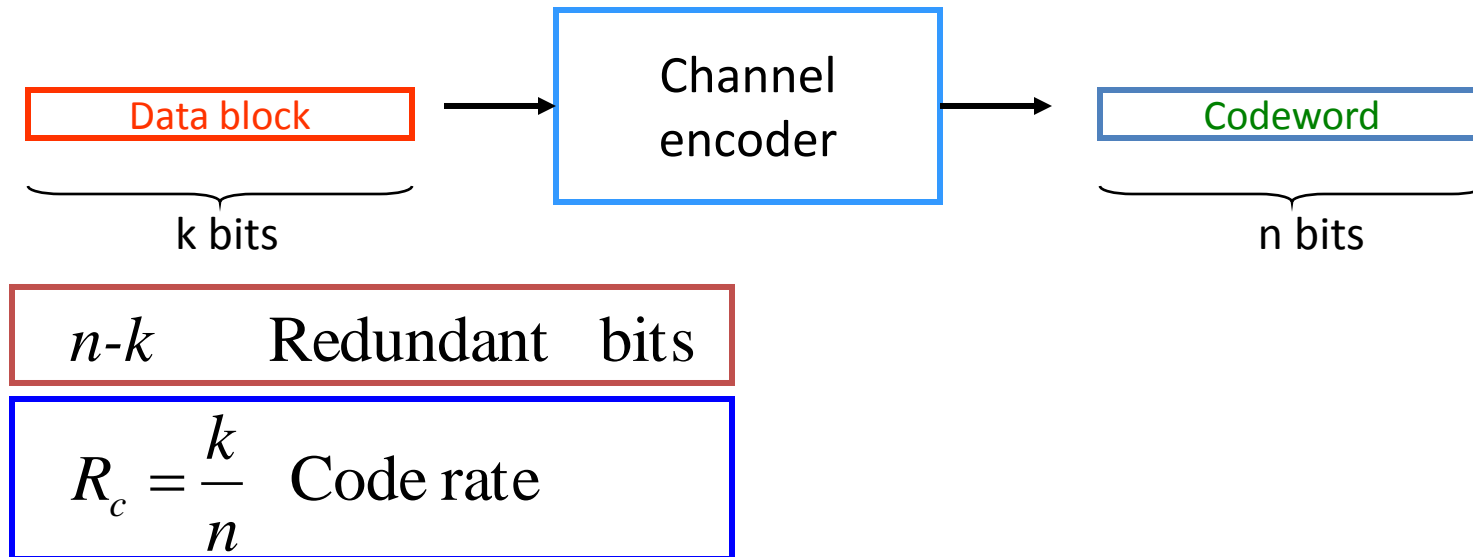 Data block
Channel
encoder
Codeword
k bits
n bits
n-k Redundant bits
R_c = k/n Code rate